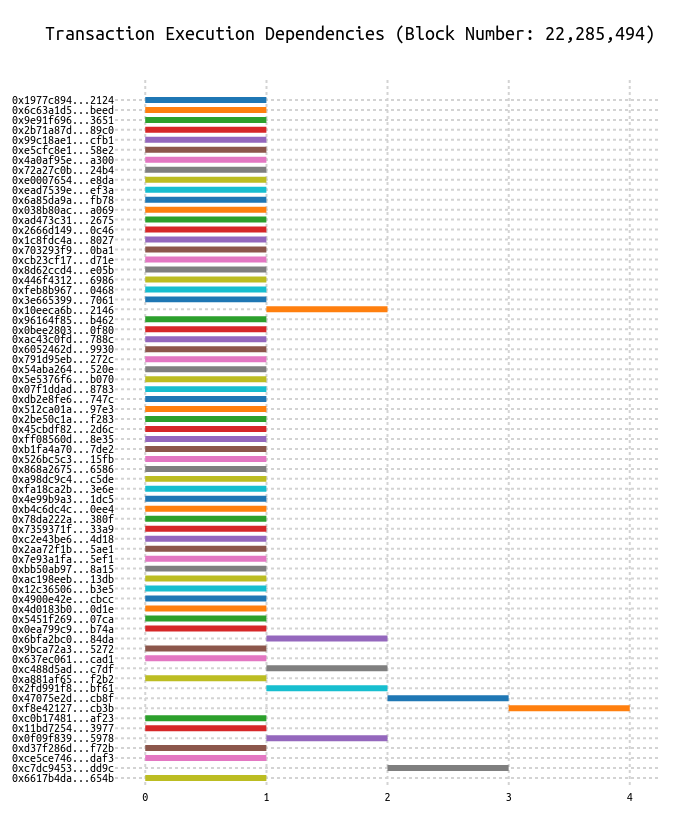 Transaction Execution Dependencies (Block Number: 22,285,494)
0x1977c894...2124
0x6c63a1d5...beed
0x9e91f696...3651
0x2b71a87d...89c0
0x99c18ae1...cfb1
0xe5cfc8e1...58e2
0x4a0af95e...a300
0x72a27c0b...24b4
0xe0007654...e8da
0xead7539e...ef3a
0x6a85da9a...fb78
0x038b80ac...a069
0xad473c31...2675
0x2666d149...0c46
0x1c8fdc4a...8027
0x703293f9...0ba1
0xcb23cf17...d71e
0x8d62ccd4...e05b
0x446f4312...6986
0xfeb8b967...0468
0x3e665399...7061
0x10eeca6b...2146
0x96164f85...b462
0x0bee2803...0f80
0xac43c0fd...788c
0x6052462d...9930
0x791d95eb...272c
0x54aba264...520e
0x5e5376f6...b070
0x07f1ddad...8783
0xdb2e8fe6...747c
0x512ca01a...97e3
0x2be50c1a...f283
0x45cbdf82...2d6c
0xff08560d...8e35
0xb1fa4a70...7de2
0x526bc5c3...15fb
0x868a2675...6586
0xa98dc9c4...c5de
0xfa18ca2b...3e6e
0x4e99b9a3...1dc5
0xb4c6dc4c...0ee4
0x78da222a...380f
0x7359371f...33a9
0xc2e43be6...4d18
0x2aa72f1b...5ae1
0x7e93a1fa...5ef1
0xbb50ab97...8a15
0xac198eeb...13db
0x12c36506...b3e5
0x4900e42e...cbcc
0x4d0183b0...0d1e
0x5451f269...07ca
0x0ea799c9...b74a
0x6bfa2bc0...84da
0x9bca72a3...5272
0x637ec061...cad1
0xc488d5ad...c7df
0xa881af65...f2b2
0x2fd991f8...bf61
0x47075e2d...cb8f
0xf8e42127...cb3b
0xc0b17481...af23
0x11bd7254...3977
0x0f09f839...5978
0xd37f286d...f72b
0xce5ce746...daf3
0xc7dc9453...dd9c
0x6617b4da...654b
0 1 2 3 4